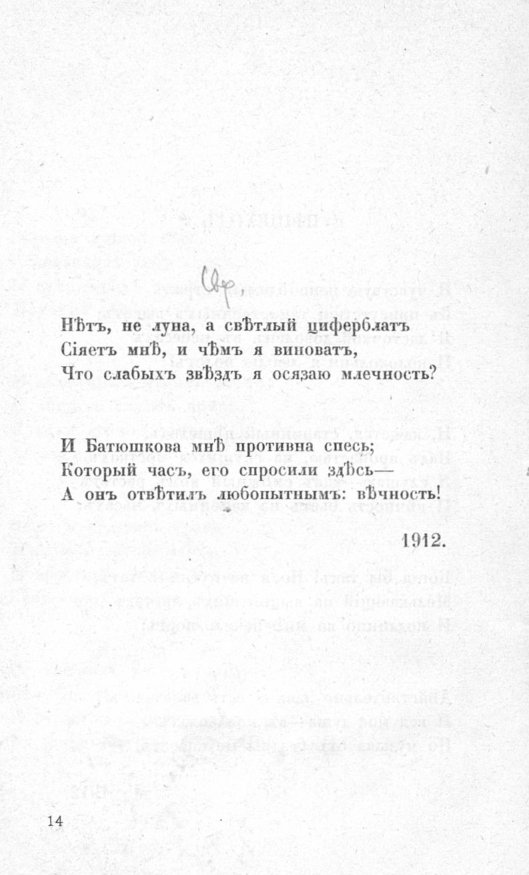 Нѣтъ, не луна, а свѣтлый циферблатъ
Сіяетъ мнѣ, и чѣмъ я виноватъ,
Что слабыхъ звѣздъ я осязаю млечность?
И Батюшкова мнѣ противна спесь;
Который часъ, его спросили здѣсь—
А онъ отвѣтилъ любопытнымъ: вѣчность!
1912.
14